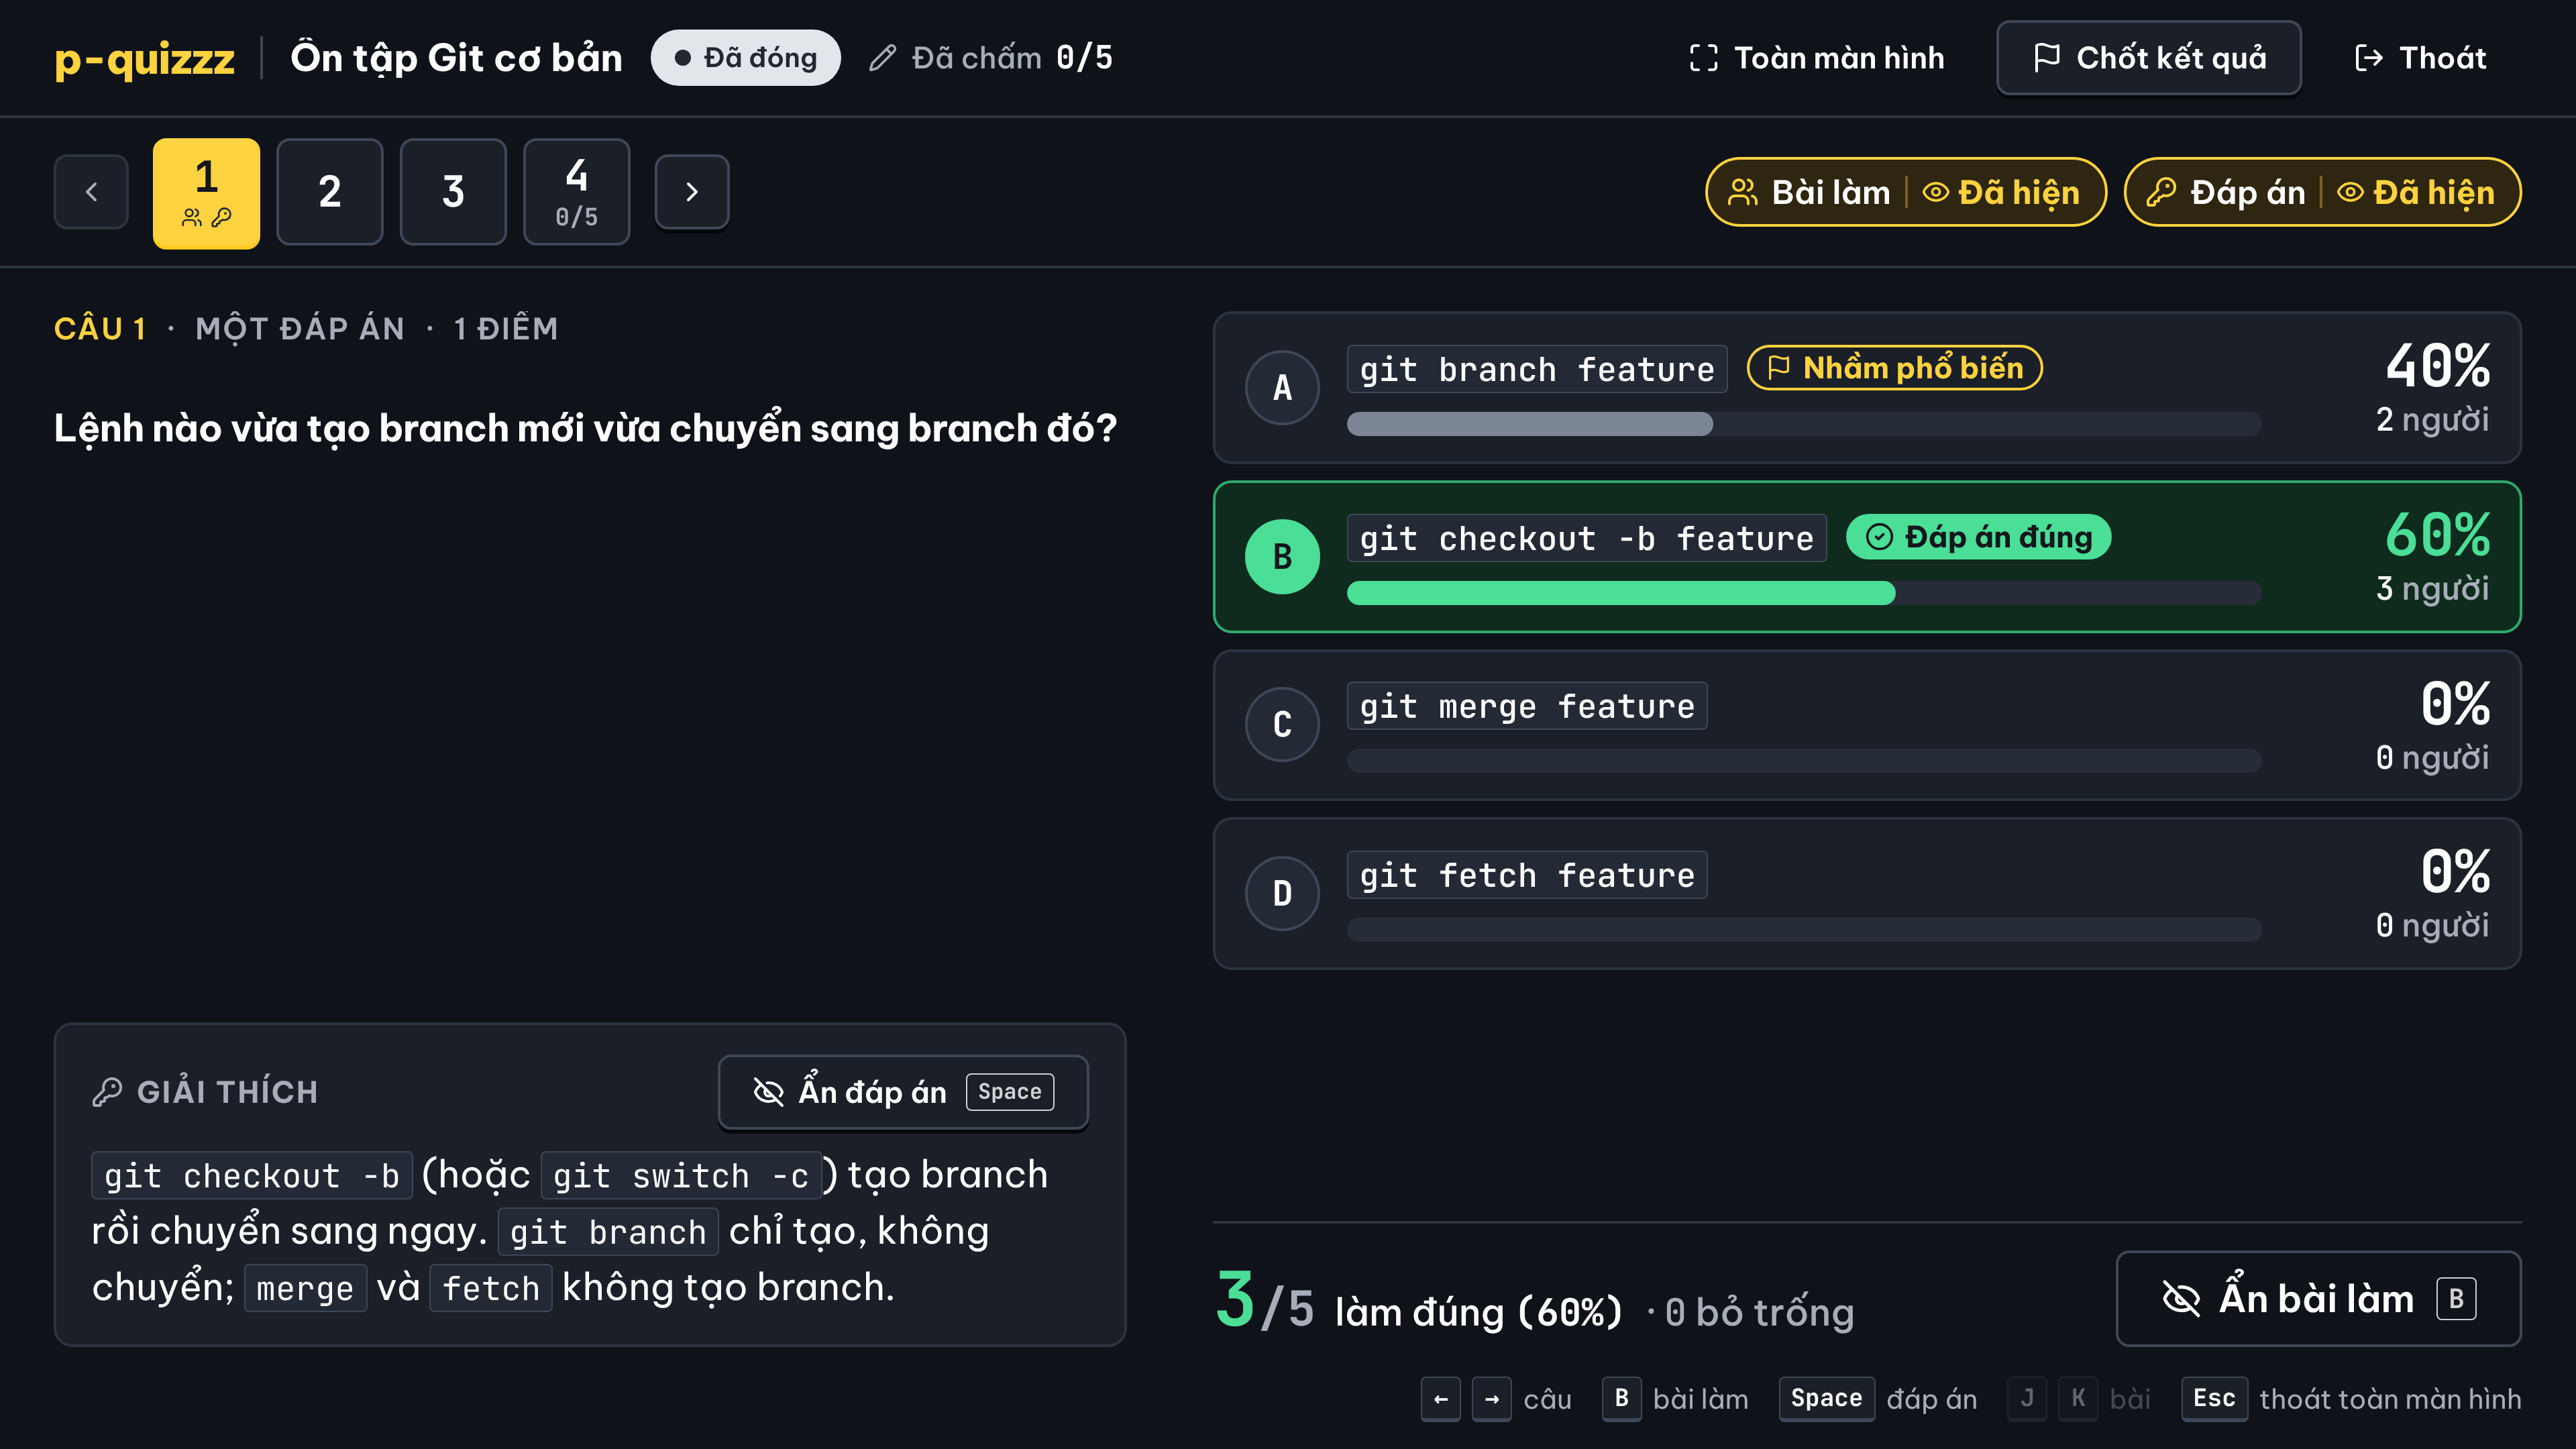 p-quizzz Ôn tập Git cơ bản Đã đóng Đã chấm 0/5 Toàn màn hình Chốt kết quả Thoát
1 2 3 4
0/5
Bài làm Đã hiện Đáp án Đã hiện
CÂU 1 · MỘT ĐÁP ÁN · 1 ĐIỂM
Lệnh nào vừa tạo branch mới vừa chuyển sang branch đó?
A git branch feature Nhầm phổ biến 40%
2 người
B git checkout -b feature Đáp án đúng 60%
3 người
C git merge feature 0%
0 người
D git fetch feature 0%
0 người
GIẢI THÍCH Ẩn đáp án Space
git checkout -b (hoặc git switch -c) tạo branch
rồi chuyển sang ngay. git branch chỉ tạo, không
chuyển; merge và fetch không tạo branch.
3/5 làm đúng (60%) · 0 bỏ trống Ẩn bài làm B
← → câu B bài làm Space đáp án J K bài Esc thoát toàn màn hình